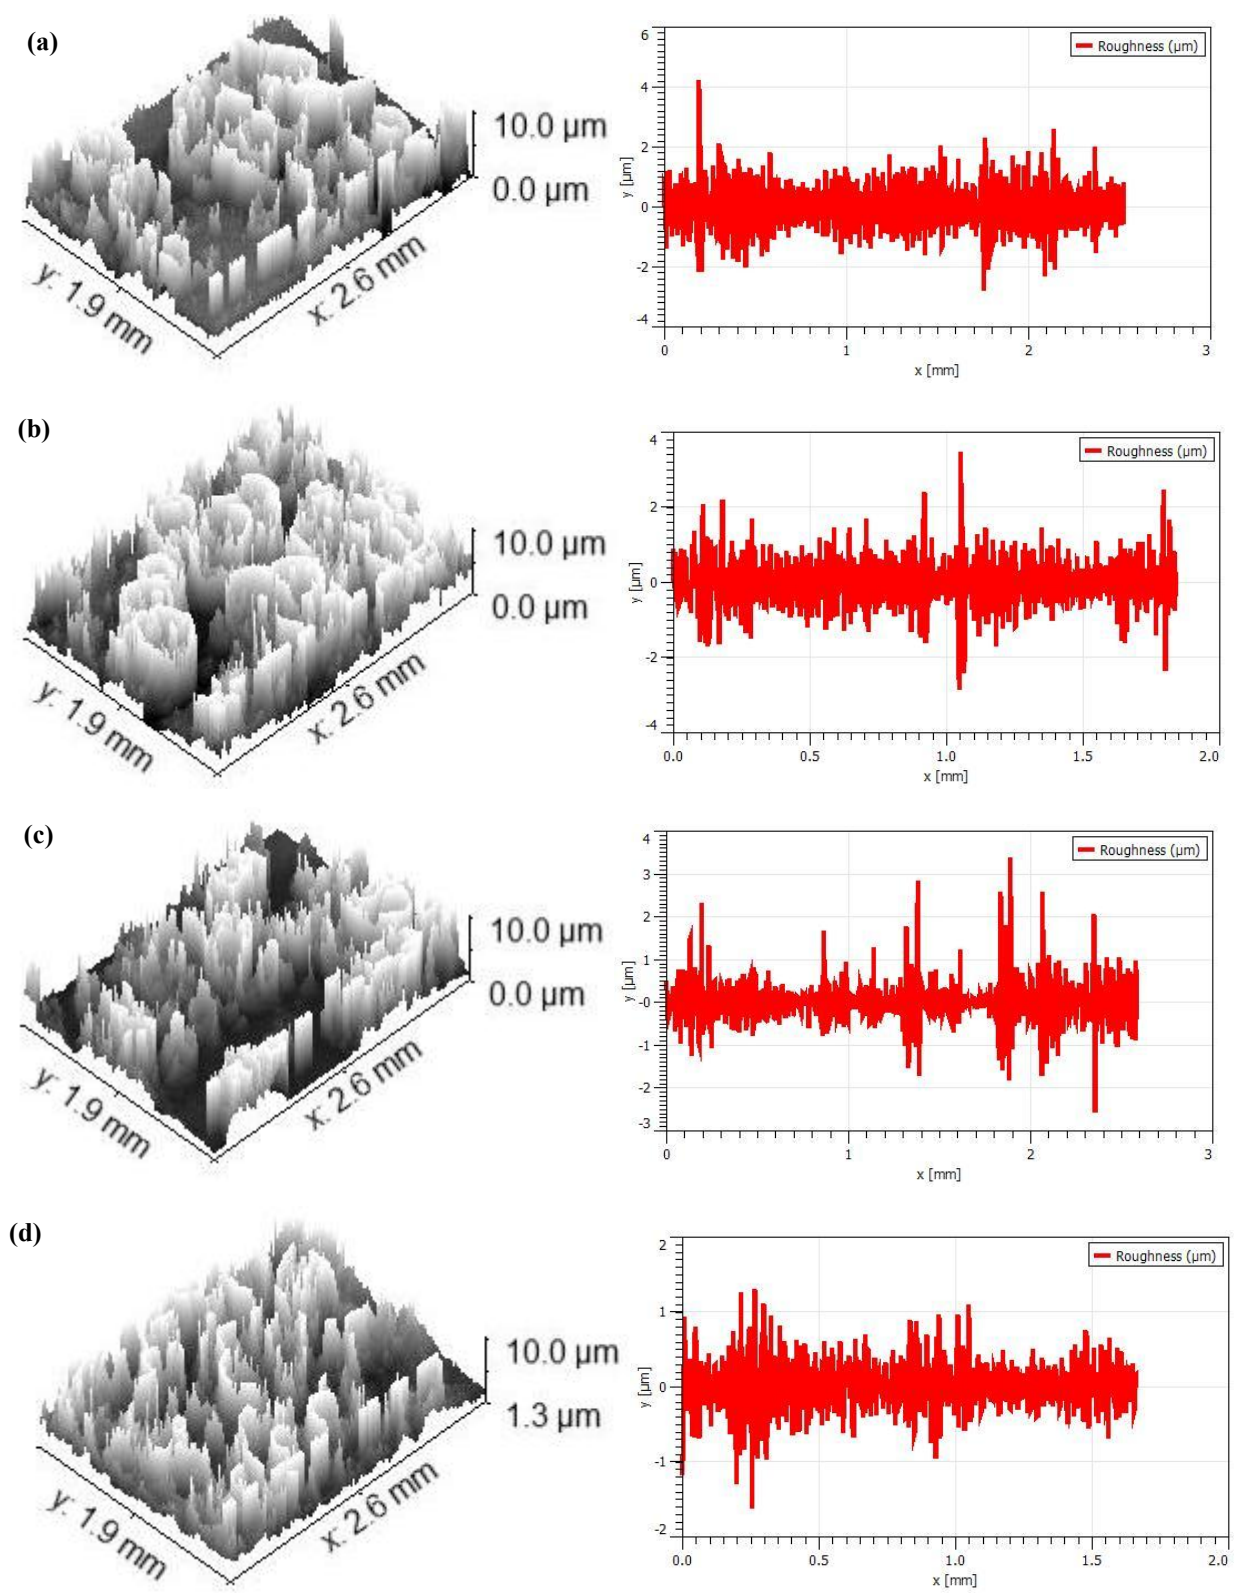 (a)
10.0 µm
0.0 µm
y: 1.9 mm
x: 2.6 mm
Roughness (µm)
6
4
2
0
-2
-4
y [µm]
0 1 2 3
x [mm]
(b)
10.0 µm
0.0 µm
y: 1.9 mm
x: 2.6 mm
Roughness (µm)
4
2
0
-2
-4
y [µm]
0.0 0.5 1.0 1.5 2.0
x [mm]
(c)
10.0 µm
0.0 µm
y: 1.9 mm
x: 2.6 mm
Roughness (µm)
4
3
2
1
-0
-1
-2
-3
y [µm]
0 1 2 3
x [mm]
(d)
10.0 µm
1.3 µm
y: 1.9 mm
x: 2.6 mm
Roughness (µm)
2
1
0
-1
-2
y [µm]
0.0 0.5 1.0 1.5 2.0
x [mm]